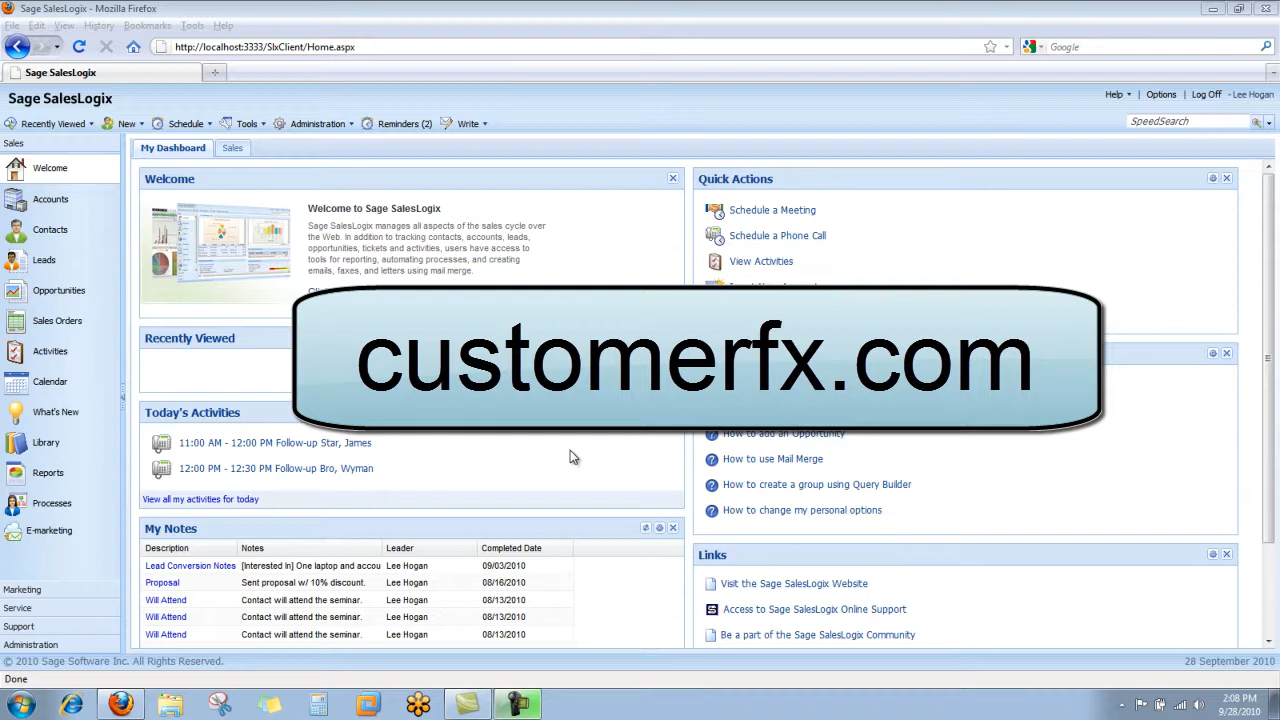 Sage SalesLogix - Mozilla Firefox
File Edit View History Bookmarks Tools Help
http://localhost:3333/SlxClient/Home.aspx
Google
Sage SalesLogix
Sage SalesLogix
Help Options Log Off - Lee Hogan
Recently Viewed New Schedule Tools Administration Reminders (2) Write
SpeedSearch
Sales
Welcome
Accounts
Contacts
Leads
Opportunities
Sales Orders
Activities
Calendar
What's New
Library
Reports
Processes
E-marketing
Marketing
Service
Support
Administration
My Dashboard Sales
Welcome
Welcome to Sage SalesLogix
Sage SalesLogix manages all aspects of the sales cycle over
the Web. In addition to tracking contacts, accounts, leads,
opportunities, tickets and activities, users have access to
tools for reporting, automating processes, and creating
emails, faxes, and letters using mail merge.
Recently Viewed
Today's Activities
11:00 AM - 12:00 PM Follow-up Star, James
12:00 PM - 12:30 PM Follow-up Bro, Wyman
View all my activities for today
My Notes
Description Notes Leader Completed Date
Lead Conversion Notes [Interested In] One laptop and accou Lee Hogan 09/03/2010
Proposal Sent proposal w/ 10% discount. Lee Hogan 08/16/2010
Will Attend Contact will attend the seminar. Lee Hogan 08/13/2010
Will Attend Contact will attend the seminar. Lee Hogan 08/13/2010
Will Attend Contact will attend the seminar. Lee Hogan 08/13/2010
Quick Actions
Schedule a Meeting
Schedule a Phone Call
View Activities
customerfx.com
How to add an Opportunity
How to use Mail Merge
How to create a group using Query Builder
How to change my personal options
Links
Visit the Sage SalesLogix Website
Access to Sage SalesLogix Online Support
Be a part of the Sage SalesLogix Community
© 2010 Sage Software Inc. All Rights Reserved.
28 September 2010
Done
2:08 PM
9/28/2010